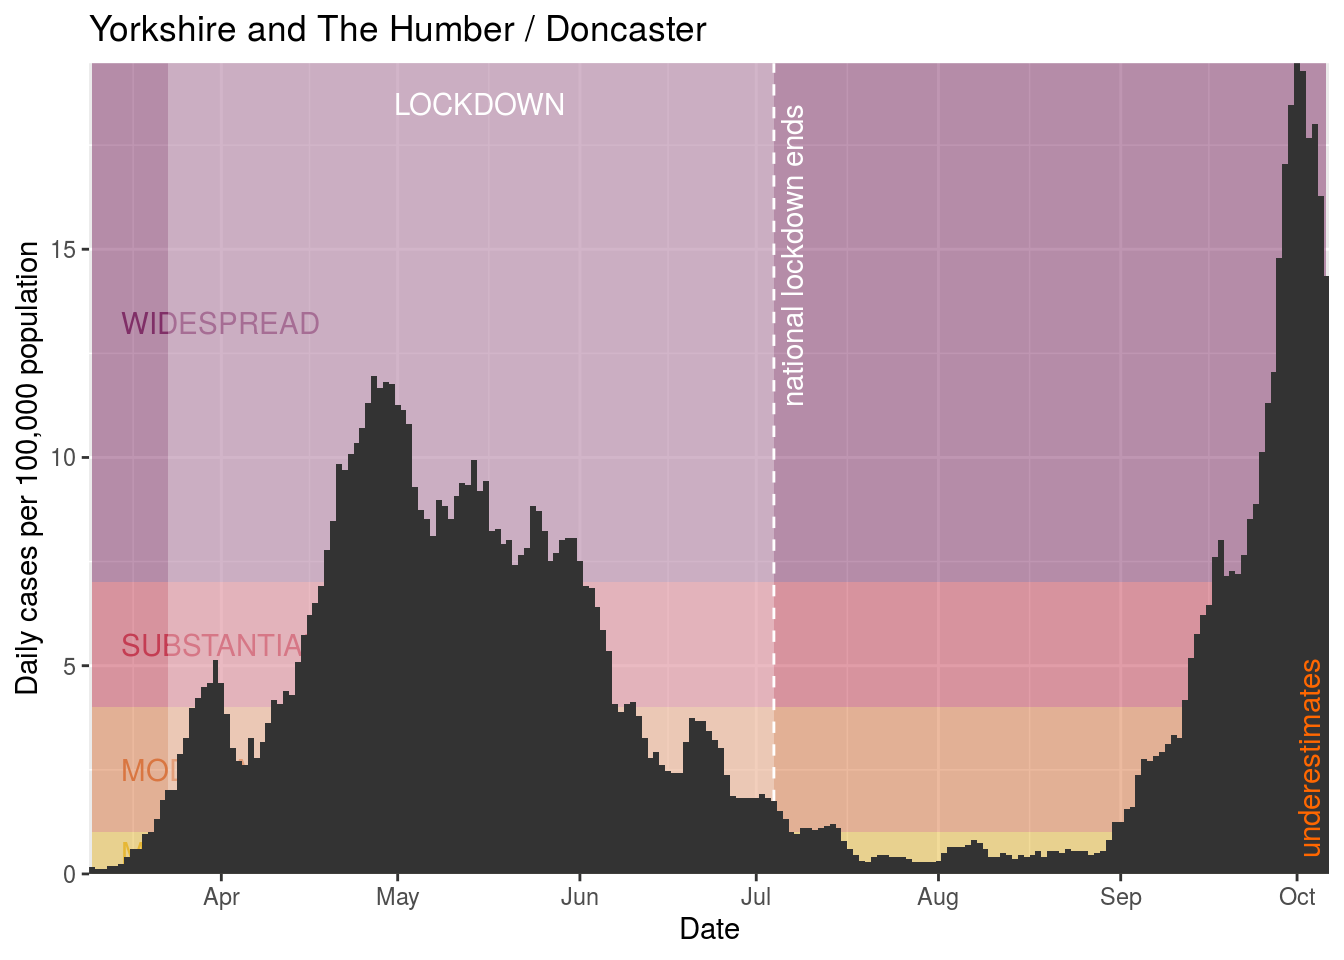 Yorkshire and The Humber / Doncaster
LOCKDOWN
national lockdown ends
WIDESPREAD
SUBSTANTIA
MOD
underestimates
Daily cases per 100,000 population
15
10
5
0
Apr May Jun Jul Aug Sep Oct
Date